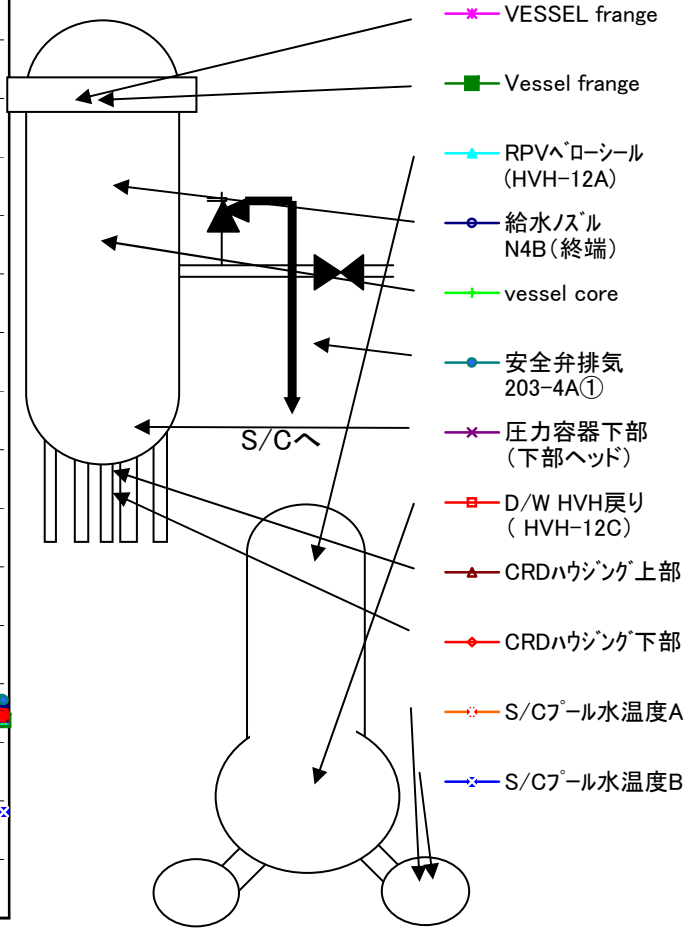 VESSEL frange
Vessel frange
RPVベローシール
(HVH-12A)
給水ノズル
N4B(終端)
vessel core
安全弁排気
203-4A①
圧力容器下部
(下部ヘッド)
D/W HVH戻り
( HVH-12C)
CRDハウジング上部
CRDハウジング下部
S/Cプール水温度A
S/Cプール水温度B
S/Cへ